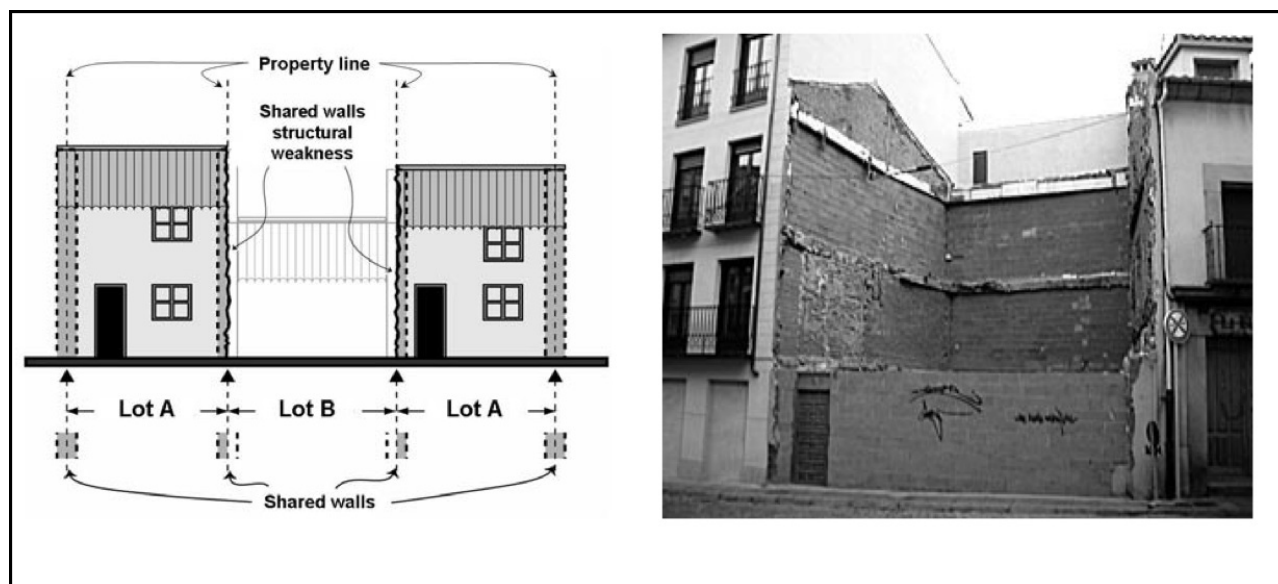 Property line
Shared walls
structural
weakness
Lot A
Lot B
Lot A
Shared walls